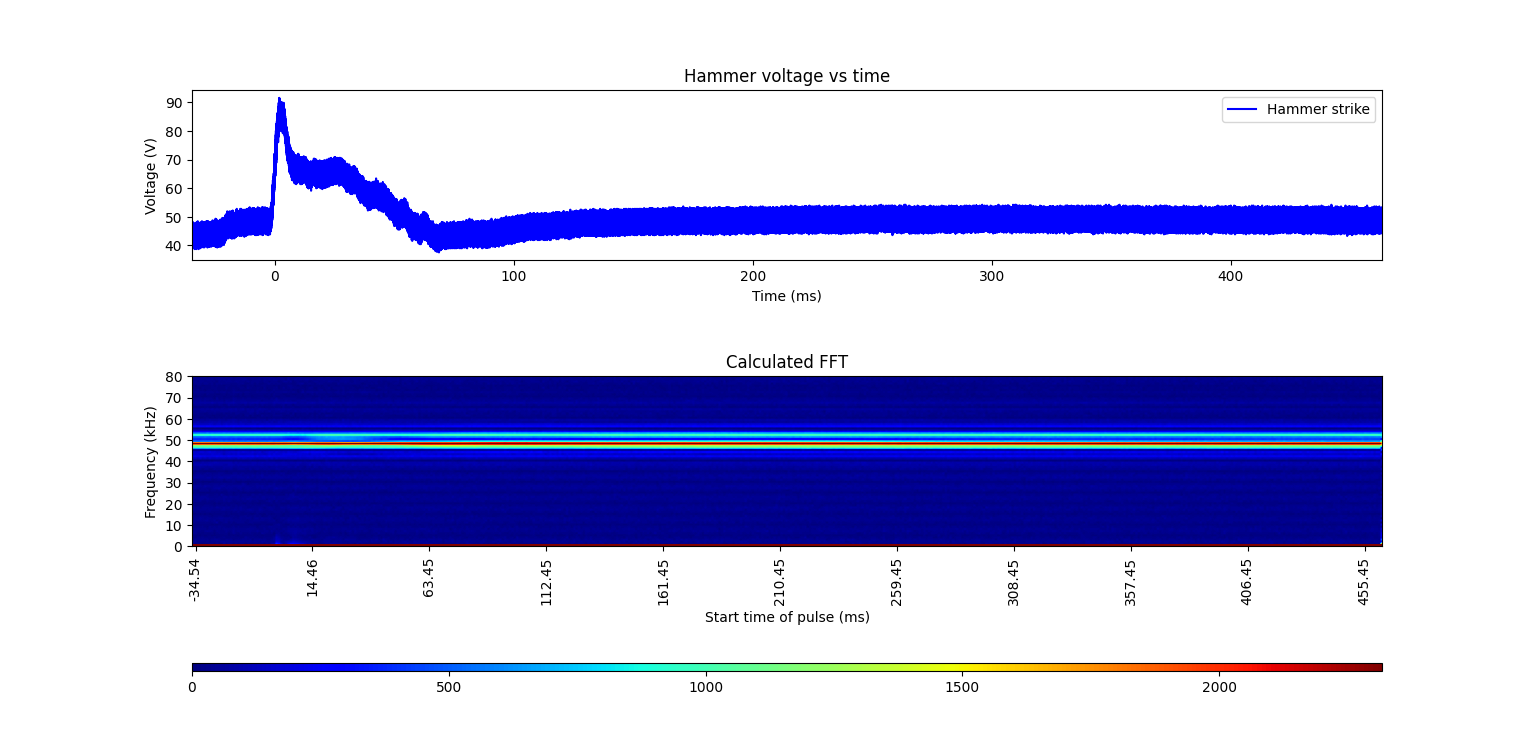 Hammer voltage vs time
90
80
70
60
50
40
Voltage (V)
Hammer strike
0 100 200 300 400
Time (ms)
Calculated FFT
80
70
60
50
40
30
20
10
0
Frequency (kHz)
-34.54 14.46 63.45 112.45 161.45 210.45 259.45 308.45 357.45 406.45 455.45
Start time of pulse (ms)
0 500 1000 1500 2000